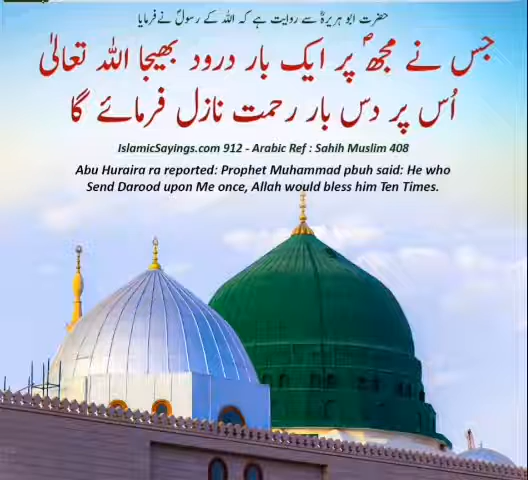 حضرت ابو ہریرہؓ سے روایت ہے کہ اللہ کے رسولؐ نے فرمایا
جس نے مجھ پر ایک بار درود بھیجا اللہ تعالیٰ
اُس پر دس بار رحمت نازل فرمائے گا
IslamicSayings.com 912 - Arabic Ref : Sahih Muslim 408
Abu Huraira ra reported: Prophet Muhammad pbuh said: He who
Send Darood upon Me once, Allah would bless him Ten Times.